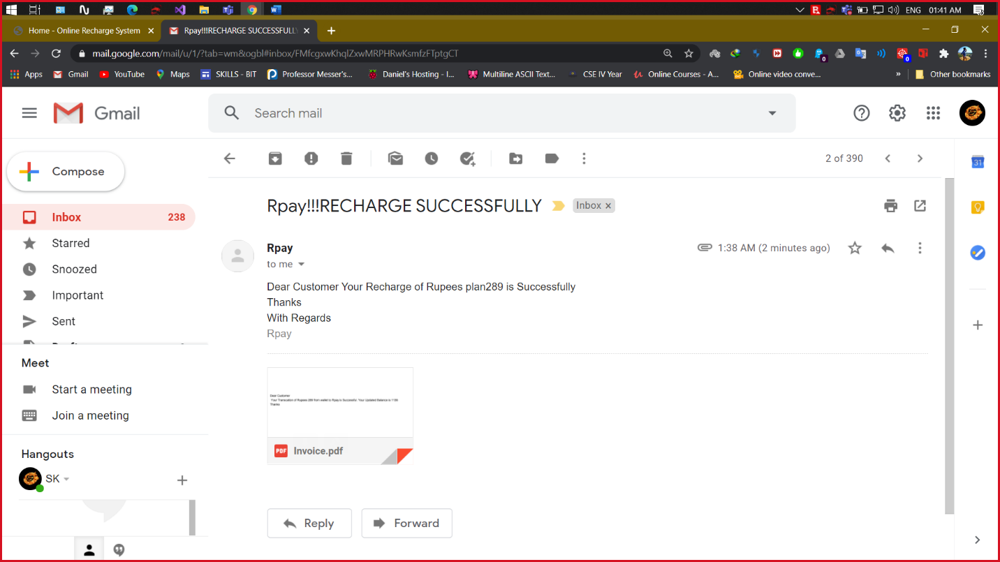 ENG 01:41 AM
Home - Online Recharge System
Rpay!!!RECHARGE SUCCESSFULL
mail.google.com/mail/u/1/?tab=wm&ogbl#inbox/FMfcgxwKhqlZxwMRPHRwKsmfzFTptgCT
Apps Gmail YouTube Maps SKILLS - BIT Professor Messer's... Daniel's Hosting - I... Multiline ASCII Text... CSE IV Year Online Courses - A... Online video conve... » Other bookmarks
Gmail
Search mail
Compose
2 of 390
Inbox 238
Starred
Snoozed
Important
Sent
Meet
Start a meeting
Join a meeting
Hangouts
SK
Rpay!!!RECHARGE SUCCESSFULLY Inbox x
Rpay
1:38 AM (2 minutes ago)
to me
Dear Customer Your Recharge of Rupees plan289 is Successfully
Thanks
With Regards
Rpay
Dear Customer
Your Transcation of Rupees 289 from wallet to Rpay is Successful. Your Updated Balance is
Thanks
PDF Invoice.pdf
Reply Forward
31